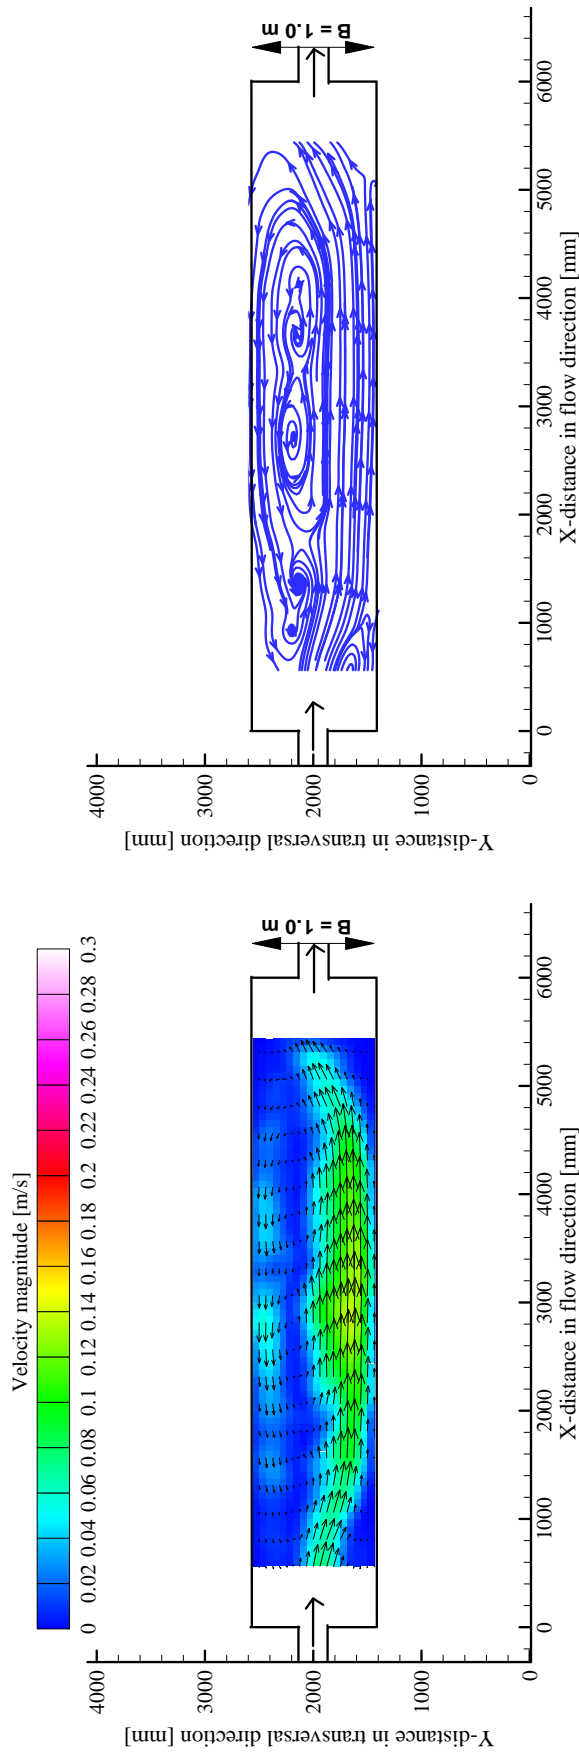 Velocity magnitude [m/s]
0 0.02 0.04 0.06 0.08 0.1 0.12 0.14 0.16 0.18 0.2 0.22 0.24 0.26 0.28 0.3
Y-distance in transversal direction [mm]
4000
3000
2000
1000
0
B = 1.0 m
0 1000 2000 3000 4000 5000 6000
X-distance in flow direction [mm]
Y-distance in transversal direction [mm]
4000
3000
2000
1000
0
B = 1.0 m
0 1000 2000 3000 4000 5000 6000
X-distance in flow direction [mm]